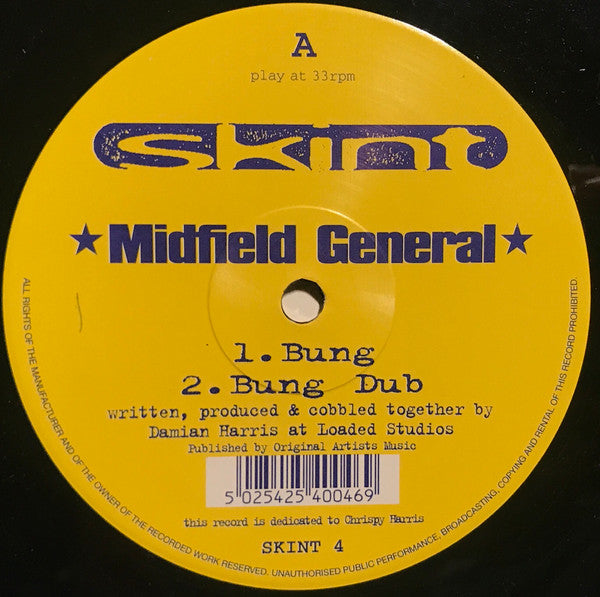 A
play at 33rpm
skint
★Midfield General★
1.Bung
2.Bung Dub
written, produced & cobbled together by
Damian Harris at Loaded Studios
Published by Original Artists Music
5 025425 400469
this record is dedicated to Chrispy Harris
SKINT 4
ALL RIGHTS OF THE MANUFACTURER AND OF THE OWNER OF THE RECORDED WORK RESERVED. UNAUTHORISED PUBLIC PERFORMANCE, BROADCASTING, COPYING AND RENTAL OF THIS RECORD PROHIBITED.